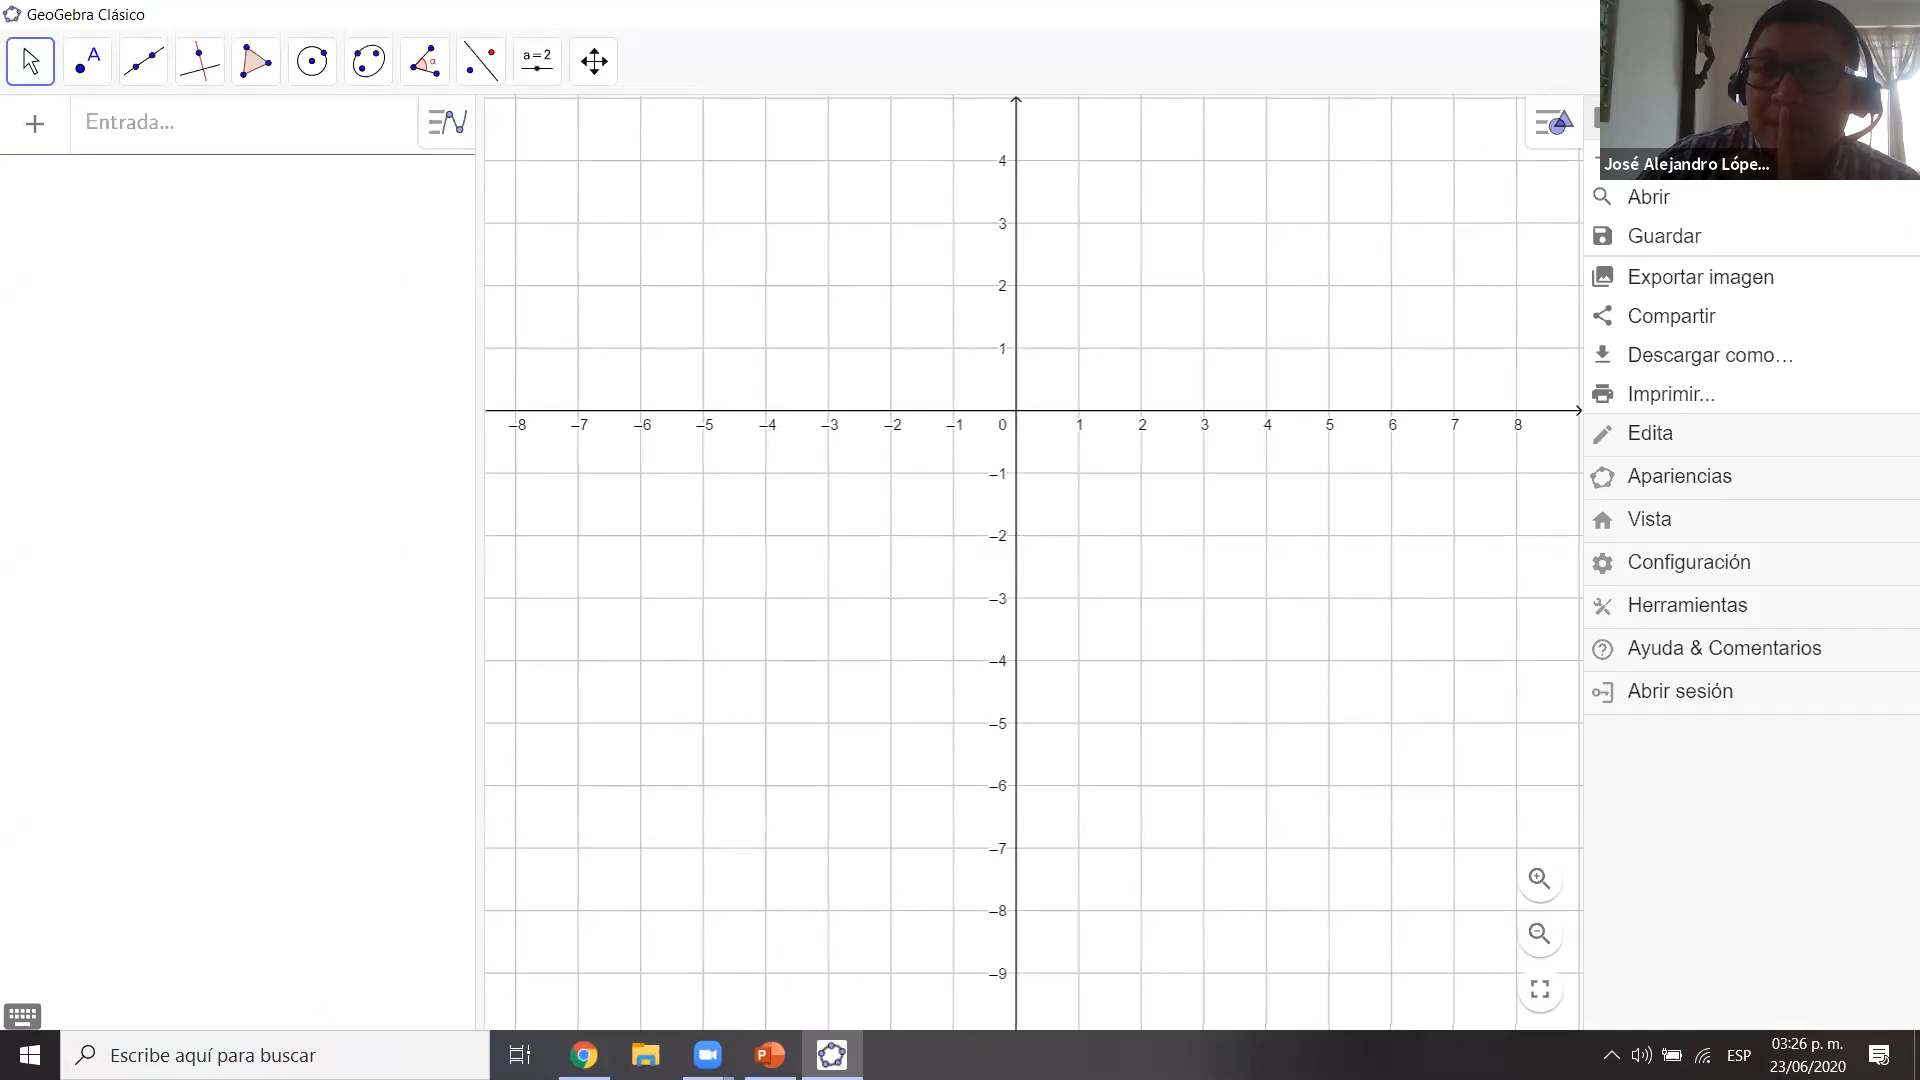 GeoGebra Clásico
A
α
a=2
Entrada...
José Alejandro Lópe...
Abrir
Guardar
Exportar imagen
Compartir
Descargar como...
Imprimir...
Edita
Apariencias
Vista
Configuración
Herramientas
Ayuda & Comentarios
Abrir sesión
4
3
2
1
–8 –7 –6 –5 –4 –3 –2 –1 0 1 2 3 4 5 6 7 8
–1
–2
–3
–4
–5
–6
–7
–8
–9
Escribe aquí para buscar
P
ESP
03:26 p. m.
23/06/2020